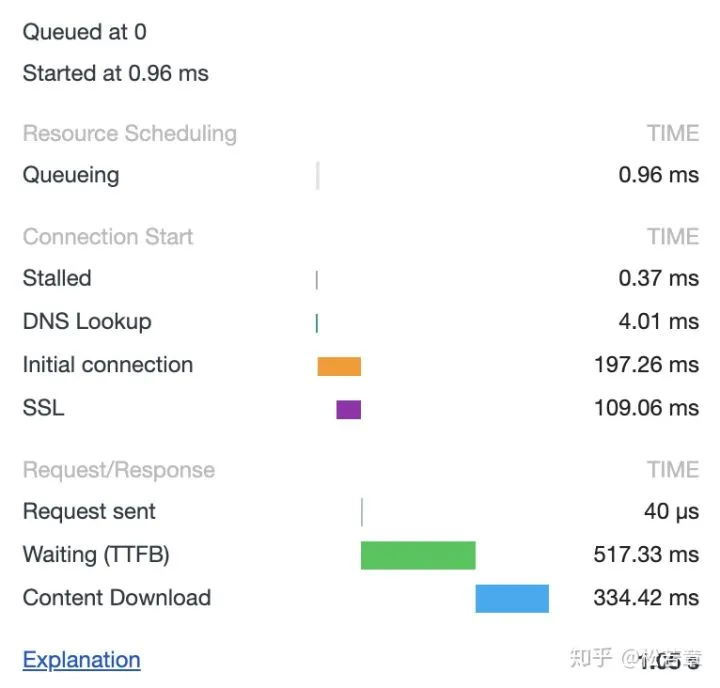 Queued at 0
Started at 0.96 ms
Resource Scheduling TIME
Queueing 0.96 ms
Connection Start TIME
Stalled 0.37 ms
DNS Lookup 4.01 ms
Initial connection 197.26 ms
SSL 109.06 ms
Request/Response TIME
Request sent 40 μs
Waiting (TTFB) 517.33 ms
Content Download 334.42 ms
Explanation 1.05 s
知乎